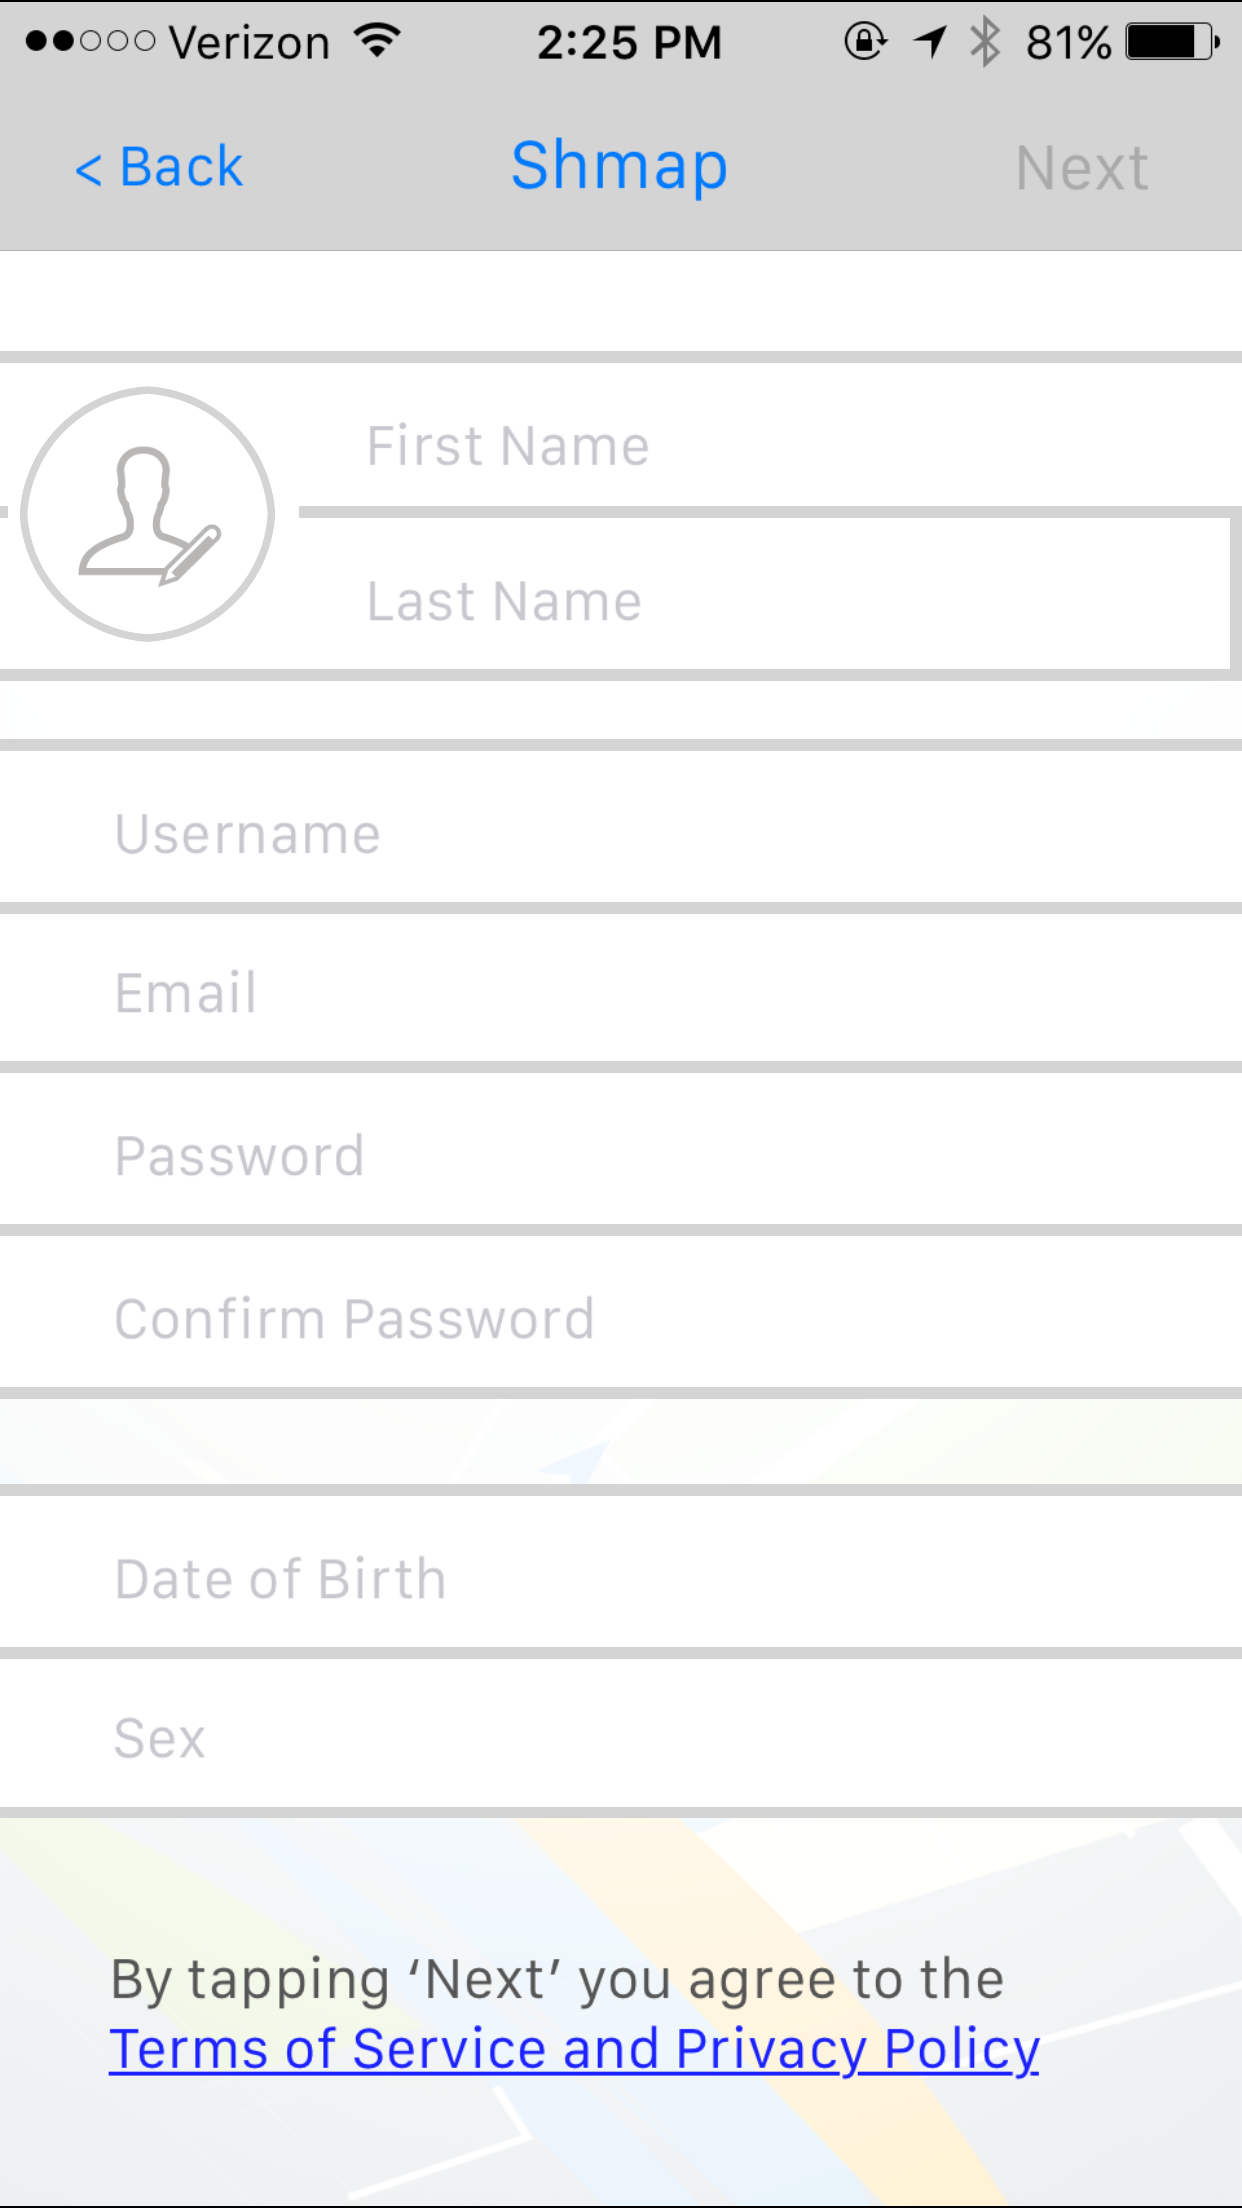 Verizon 2:25 PM 81%
< Back Shmap Next
First Name
Last Name
Username
Email
Password
Confirm Password
Date of Birth
Sex
By tapping ‘Next’ you agree to the
Terms of Service and Privacy Policy